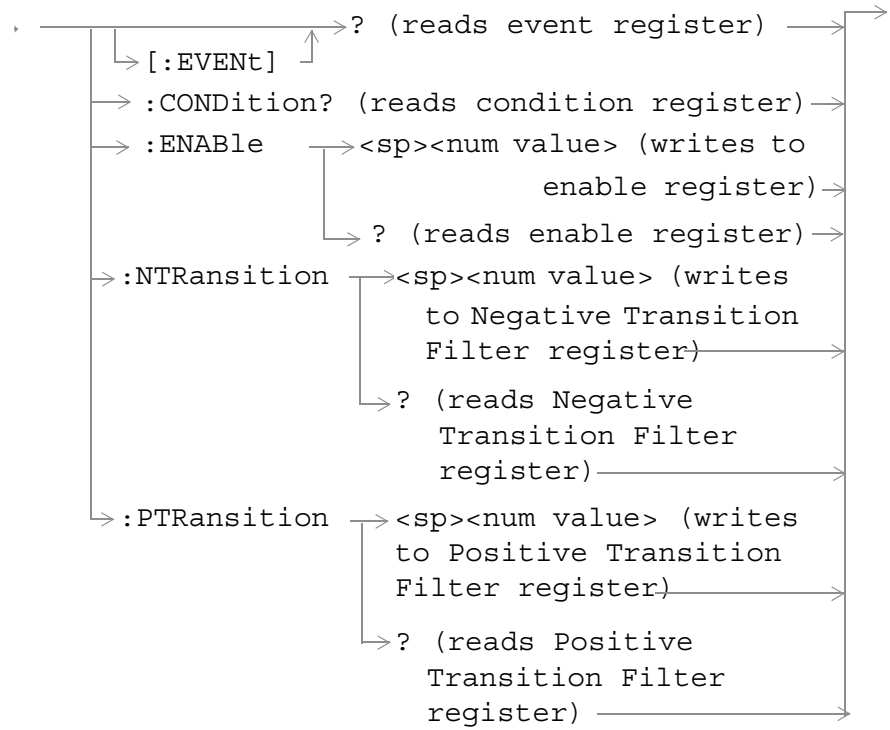 ? (reads event register)
[:EVENt]
:CONDition? (reads condition register)
:ENABle <sp><num value> (writes to
enable register)
? (reads enable register)
:NTRansition <sp><num value> (writes
to Negative Transition
Filter register)
? (reads Negative
Transition Filter
register)
:PTRansition <sp><num value> (writes
to Positive Transition
Filter register)
? (reads Positive
Transition Filter
register)